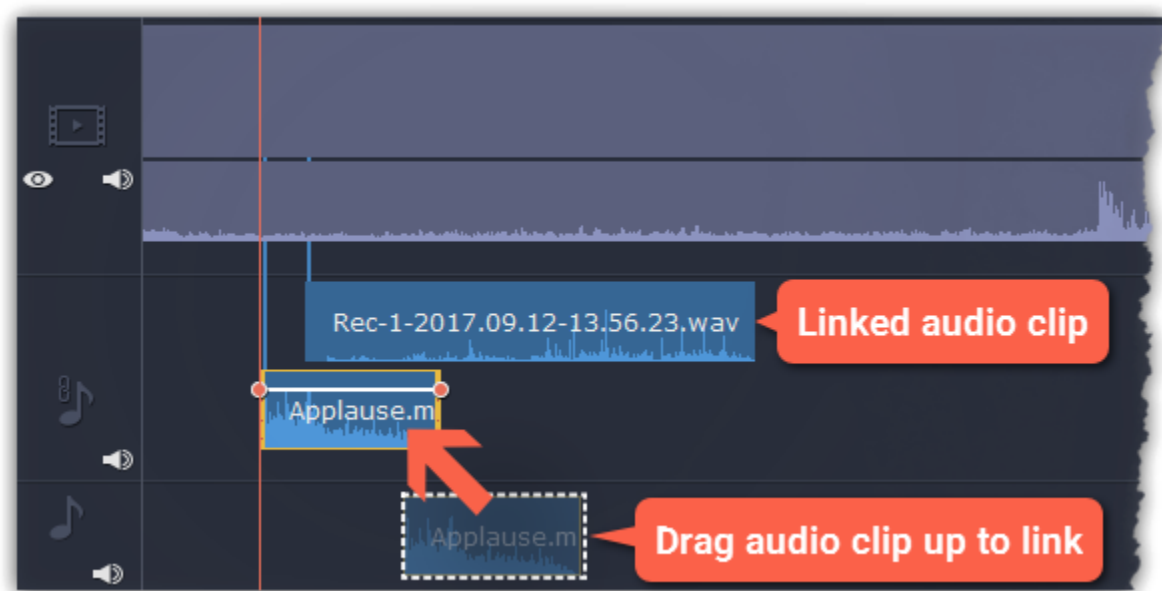 Rec-1-2017.09.12-13.56.23.wav
Linked audio clip
Applause.m
Applause.m
Drag audio clip up to link